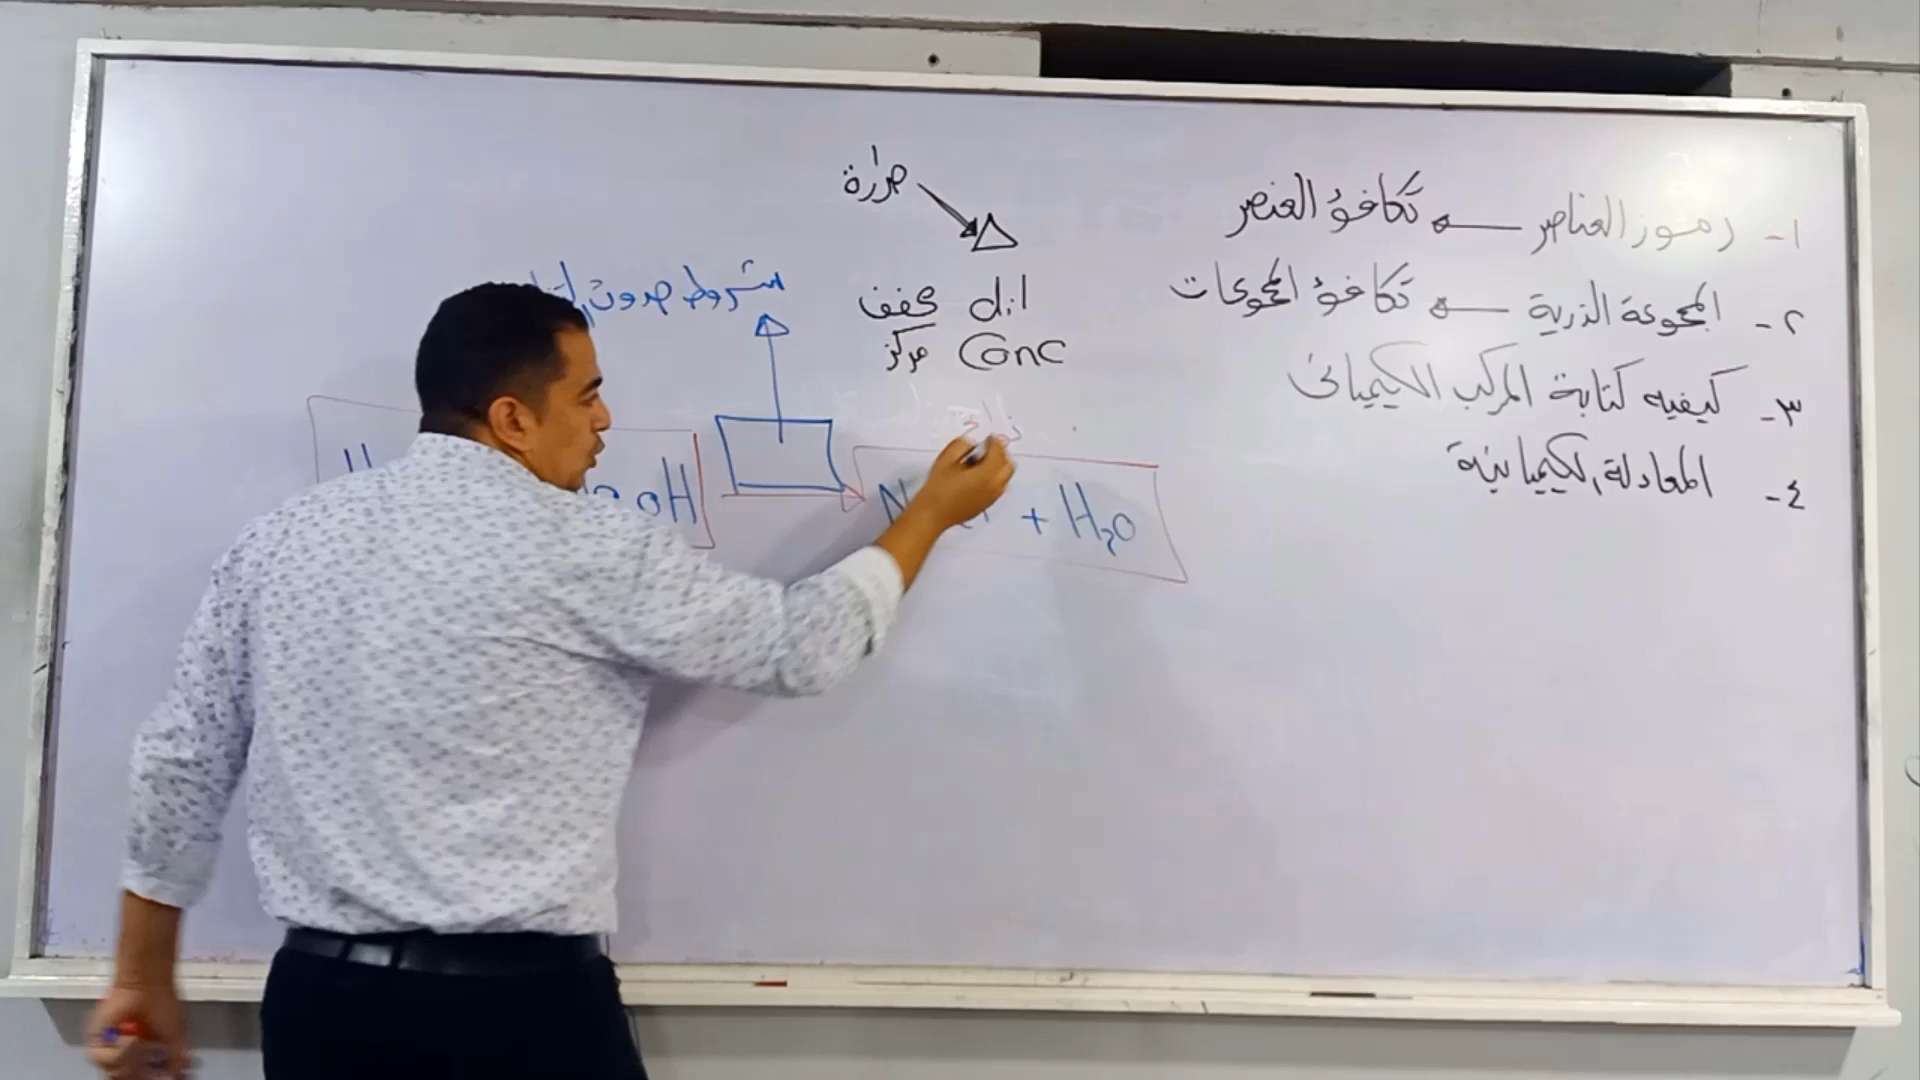 ١- رموز العناصر ← تكافؤ العنصر
٢- المجموعة الذرية ← تكافؤ المجموعات
٣- كيفيه كتابة المركب الكيميائى
٤- المعادلة الكيميائية
حرارة
△
dil مخفف
Conc مركز
شروط حدوث
نواتج
H
OH
N + H₂O